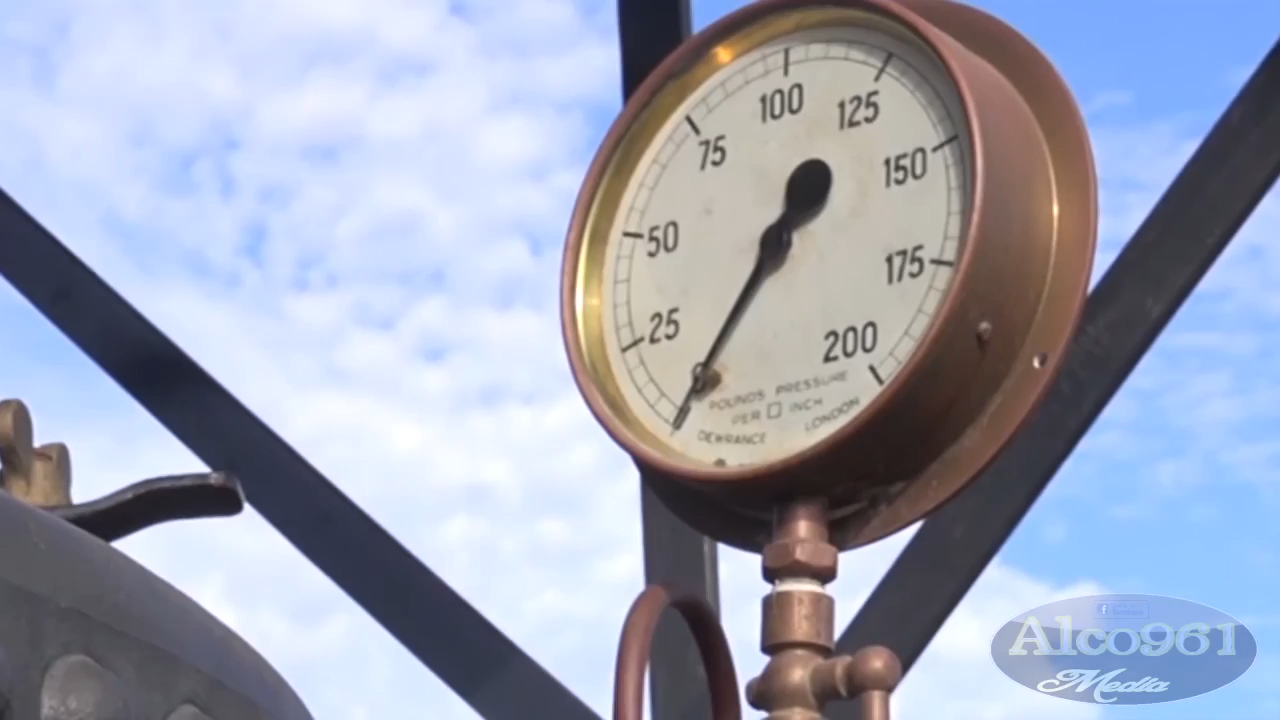 100
125
75
150
50
175
25
200
POUNDS PRESSURE
PER □ INCH
DEWRANCE LONDON
Alco961
Media